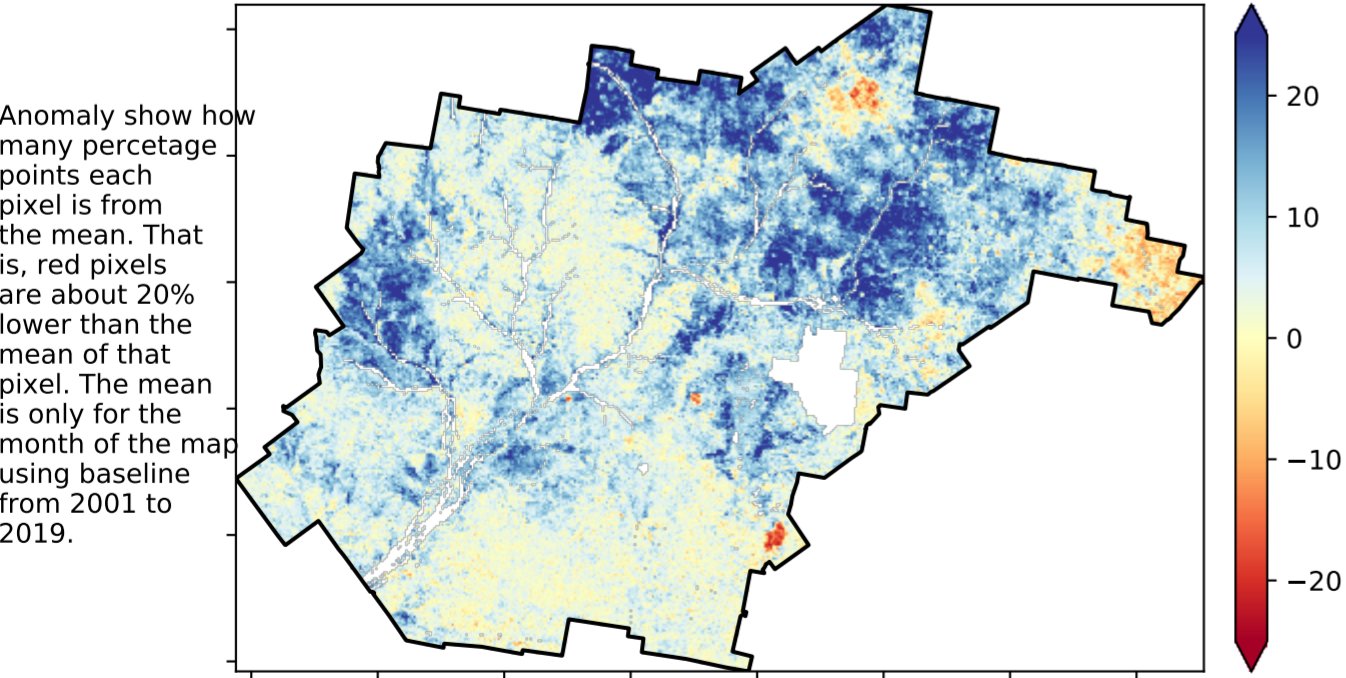 Anomaly show how
many percetage
points each
pixel is from
the mean. That
is, red pixels
are about 20%
lower than the
mean of that
pixel. The mean
is only for the
month of the map
using baseline
from 2001 to
2019.
20
10
0
−10
−20